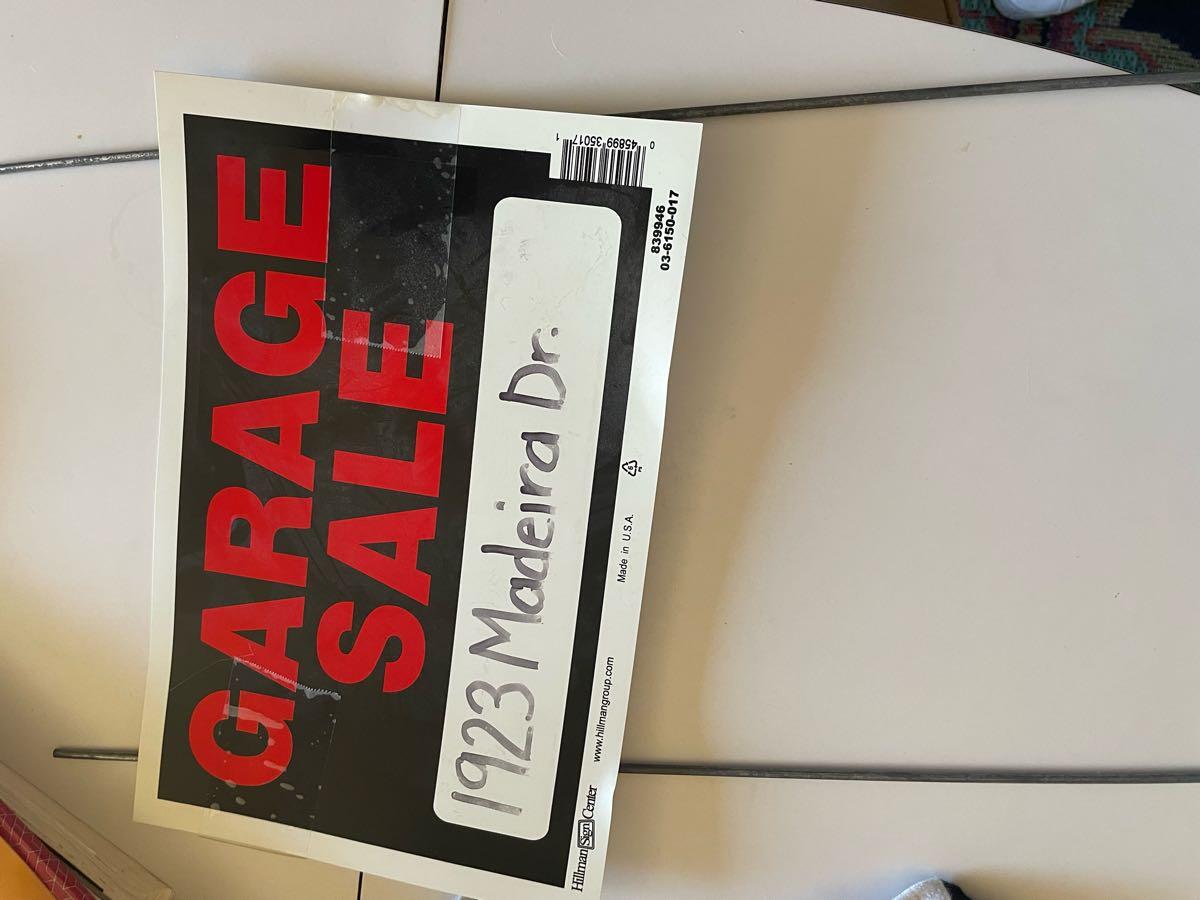 GARAGE
SALE
1923 Madeira Dr.
0 45899 35017 1
839946
03-6150-017
Hillman Sign Center
www.hillmangroup.com
Made in U.S.A.